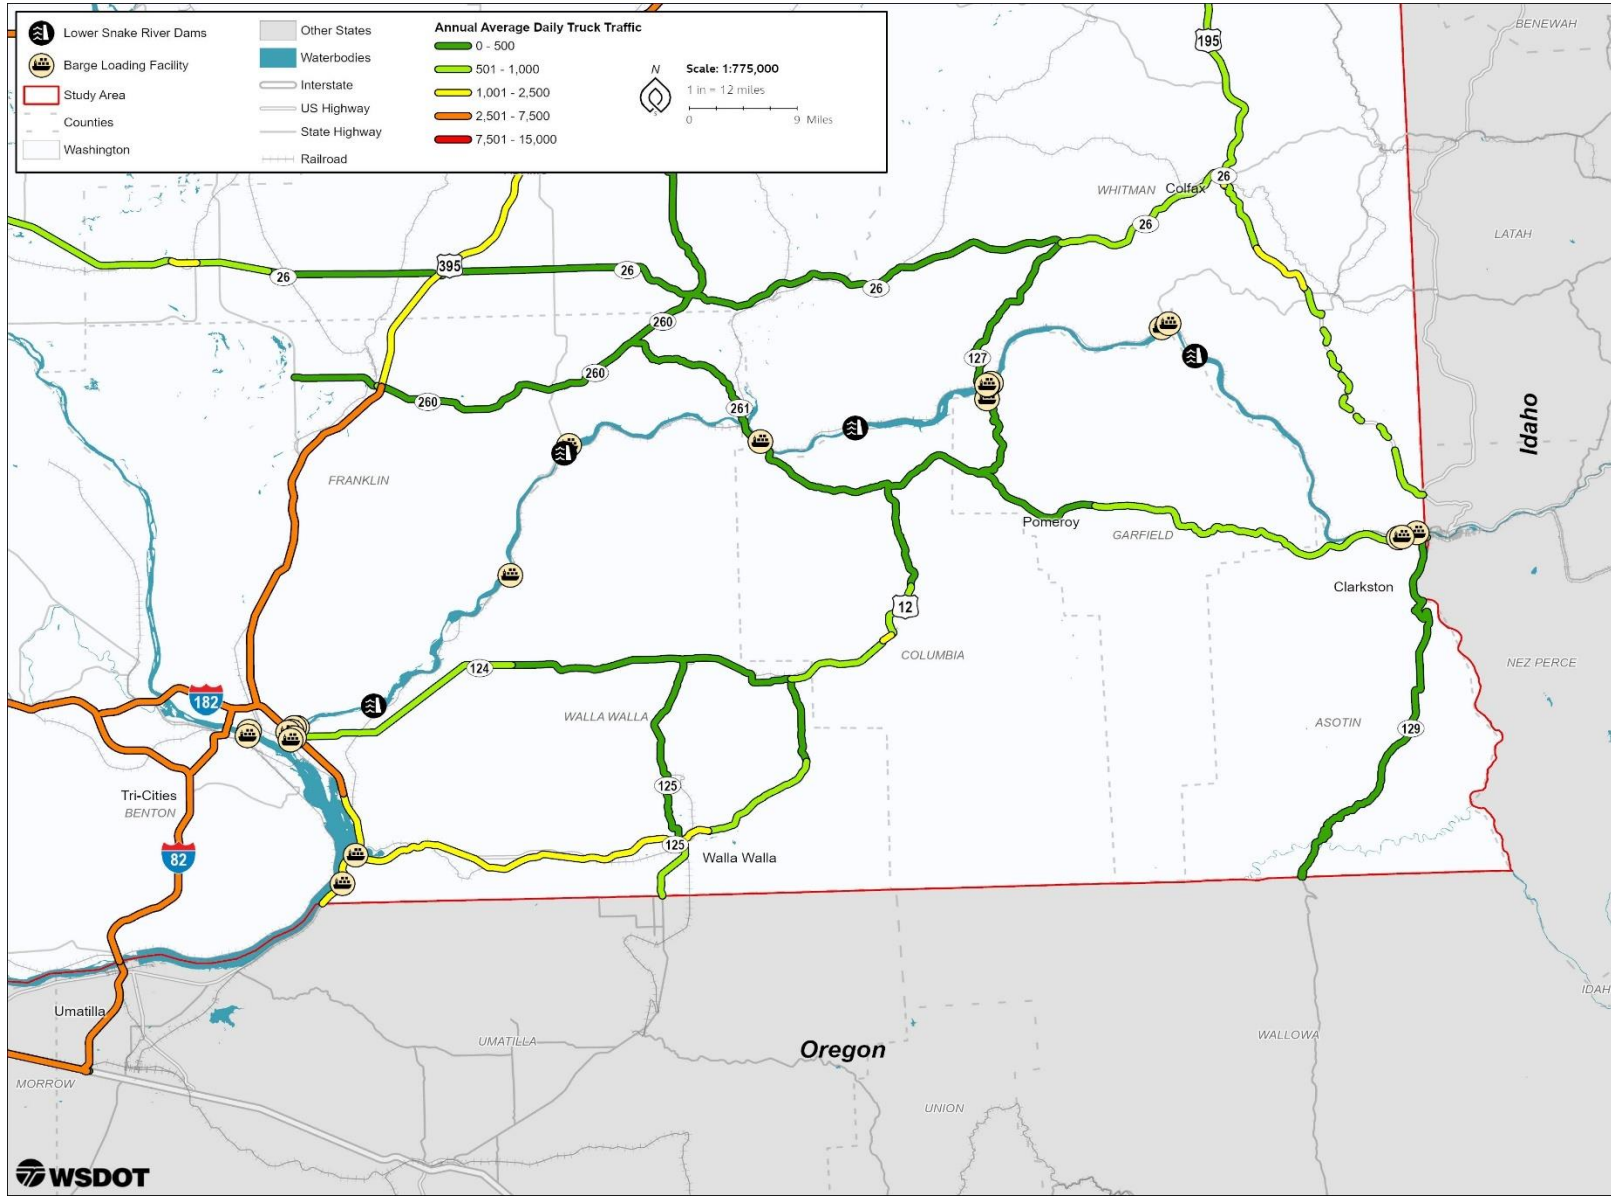 Lower Snake River Dams
Barge Loading Facility
Study Area
Counties
Washington
Other States
Waterbodies
Interstate
US Highway
State Highway
Railroad
Annual Average Daily Truck Traffic
0 - 500
501 - 1,000
1,001 - 2,500
2,501 - 7,500
7,501 - 15,000
N
S
Scale: 1:775,000
1 in = 12 miles
0 9 Miles
BENEWAH
195
26
WHITMAN
Colfax
26
LATAH
395
26
26
26
260
127
260
260
261
Idaho
FRANKLIN
Pomeroy
GARFIELD
Clarkston
12
COLUMBIA
124
NEZ PERCE
182
WALLA WALLA
ASOTIN
129
125
Tri-Cities
BENTON
82
125
Walla Walla
IDAH
Umatilla
UMATILLA
Oregon
WALLOWA
MORROW
UNION
WSDOT